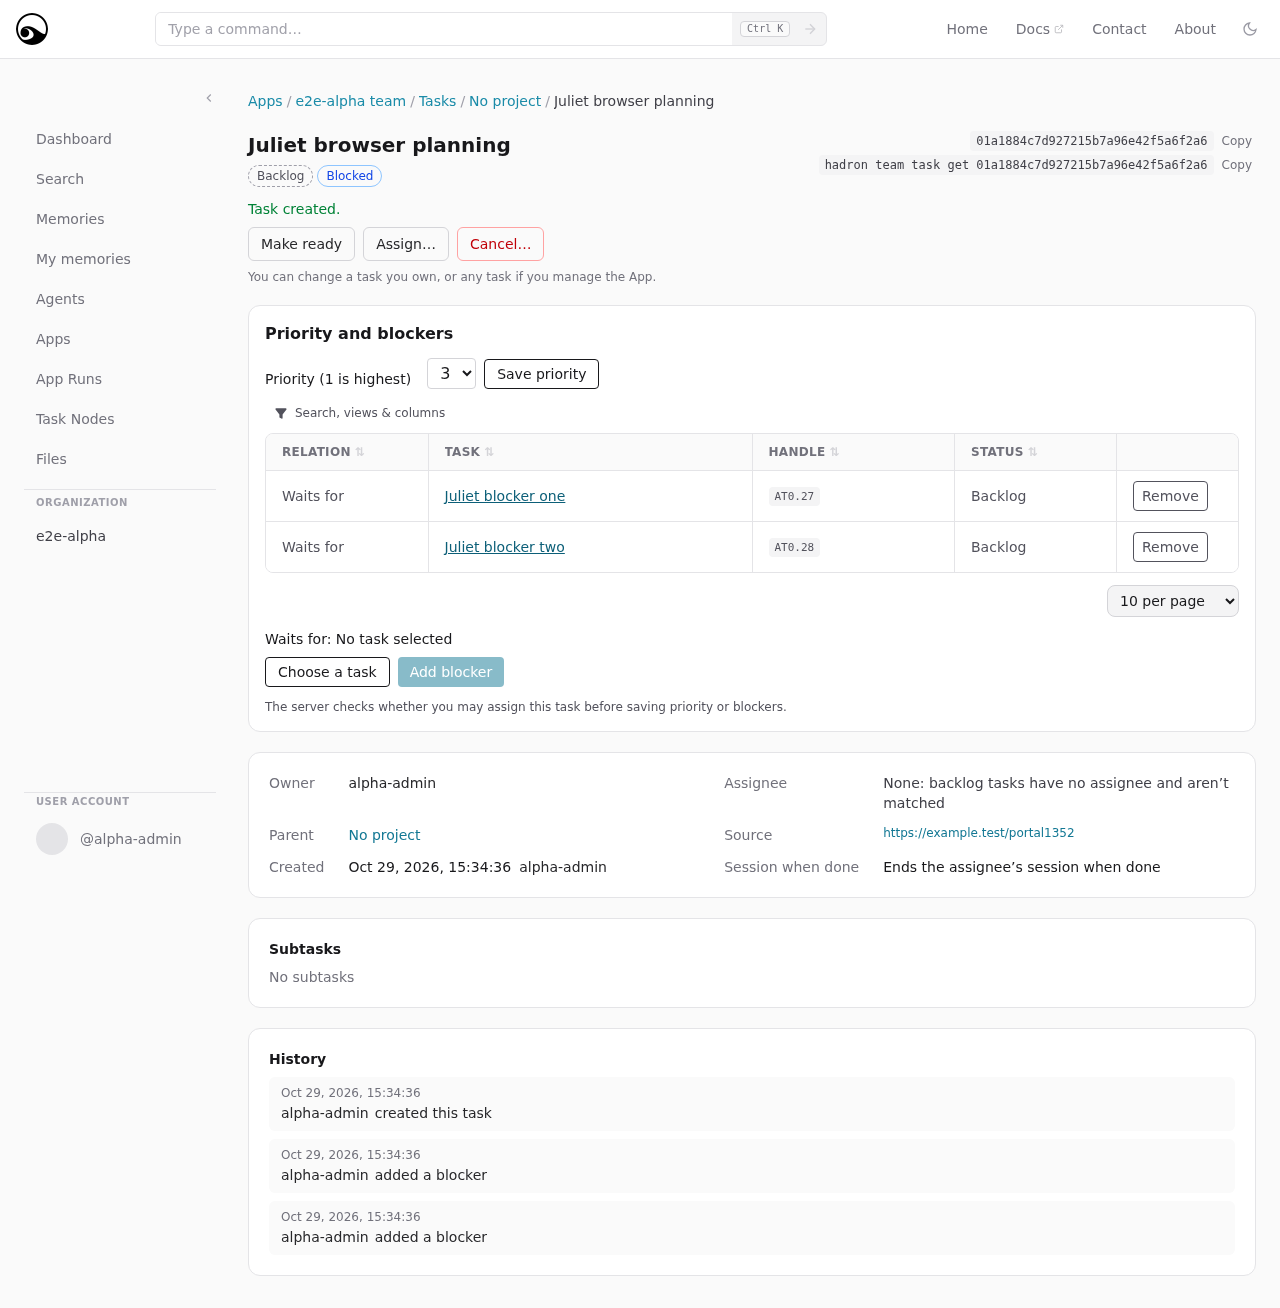 Type a command...
Ctrl K
Home
Docs
Contact
About
Dashboard
Search
Memories
My memories
Agents
Apps
App Runs
Task Nodes
Files
ORGANIZATION
e2e-alpha
USER ACCOUNT
@alpha-admin
Apps / e2e-alpha team / Tasks / No project / Juliet browser planning
Juliet browser planning
01a1884c7d927215b7a96e42f5a6f2a6 Copy
hadron team task get 01a1884c7d927215b7a96e42f5a6f2a6 Copy
Backlog Blocked
Task created.
Make ready Assign… Cancel…
You can change a task you own, or any task if you manage the App.
Priority and blockers
Priority (1 is highest) 3 Save priority
Search, views & columns
RELATION TASK HANDLE STATUS
Waits for Juliet blocker one AT0.27 Backlog Remove
Waits for Juliet blocker two AT0.28 Backlog Remove
10 per page
Waits for: No task selected
Choose a task Add blocker
The server checks whether you may assign this task before saving priority or blockers.
Owner alpha-admin
Assignee None: backlog tasks have no assignee and aren’t
matched
Parent No project
Source https://example.test/portal1352
Created Oct 29, 2026, 15:34:36 alpha-admin
Session when done Ends the assignee’s session when done
Subtasks
No subtasks
History
Oct 29, 2026, 15:34:36
alpha-admin created this task
Oct 29, 2026, 15:34:36
alpha-admin added a blocker
Oct 29, 2026, 15:34:36
alpha-admin added a blocker